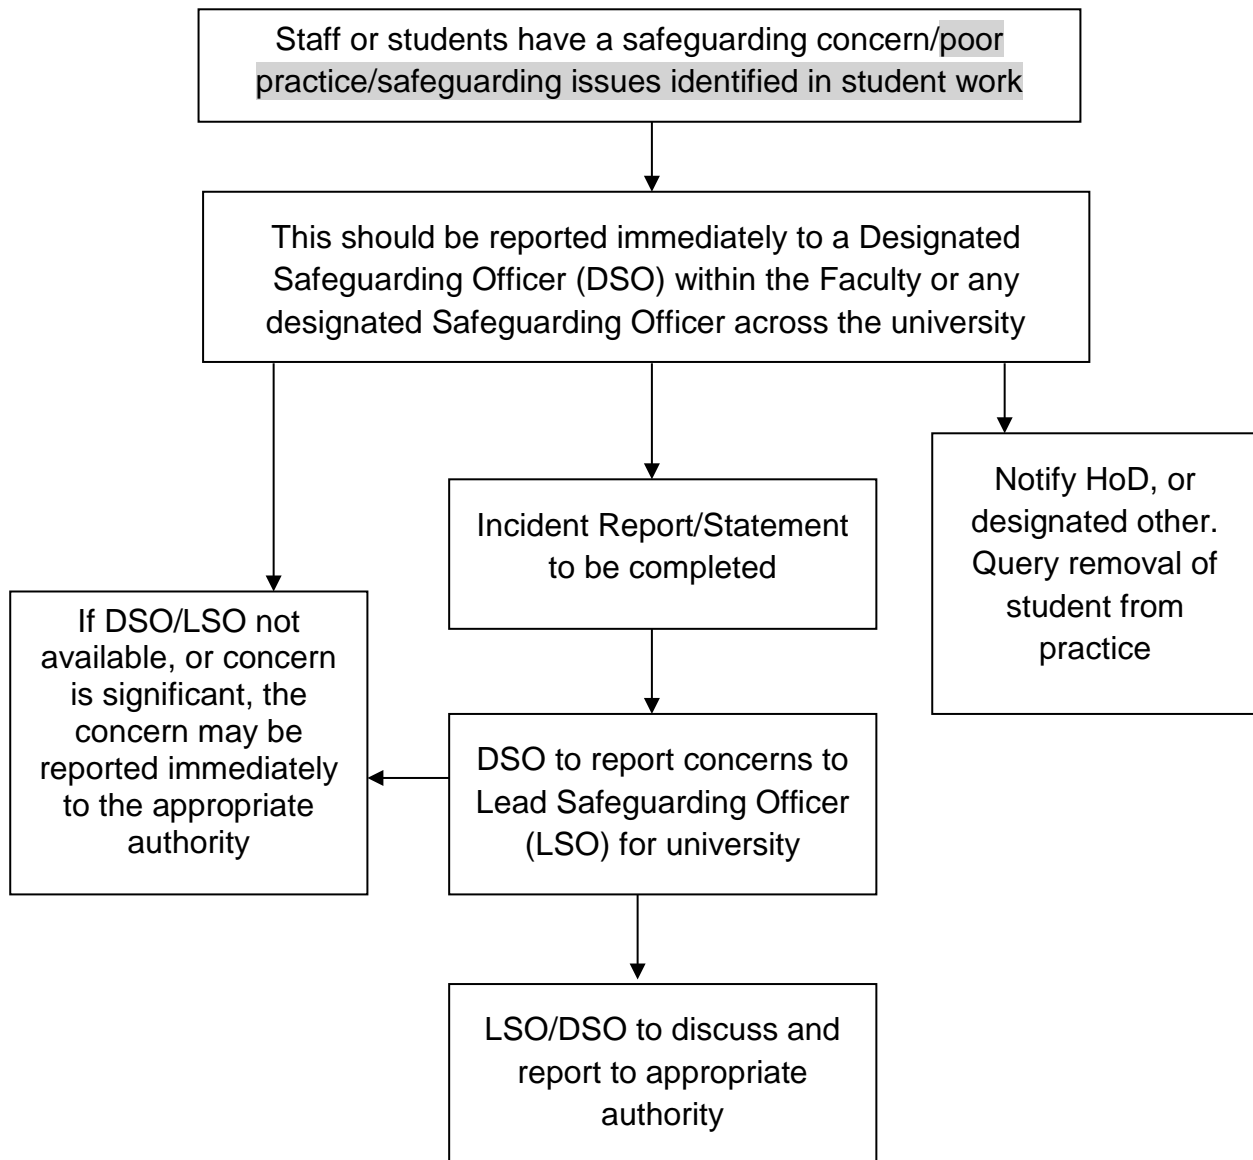 Staff or students have a safeguarding concern/poor
practice/safeguarding issues identified in student work
This should be reported immediately to a Designated
Safeguarding Officer (DSO) within the Faculty or any
designated Safeguarding Officer across the university
If DSO/LSO not
available, or concern
is significant, the
concern may be
reported immediately
to the appropriate
authority
Incident Report/Statement
to be completed
Notify HoD, or
designated other.
Query removal of
student from
practice
DSO to report concerns to
Lead Safeguarding Officer
(LSO) for university
LSO/DSO to discuss and
report to appropriate
authority